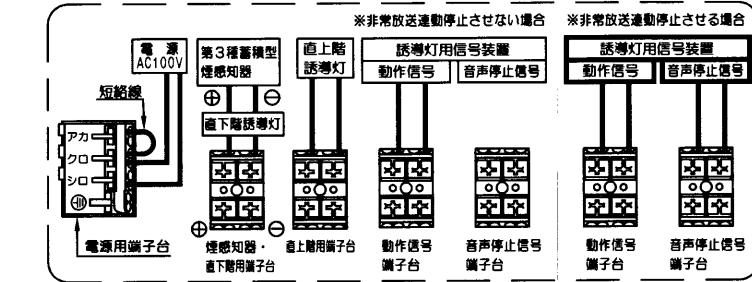 ※非常放送連動停止させない場合
※非常放送連動停止させる場合
電源
AC100V
第3種蓄積型
煙感知器
直上階
誘導灯
誘導灯用信号装置
動作信号
音声停止信号
誘導灯用信号装置
動作信号
音声停止信号
短絡線
⊕
⊖
直下階誘導灯
アカ
クロ
シロ
⊕
⊖
電源用端子台
煙感知器・
直下階用端子台
直上階用端子台
動作信号
端子台
音声停止信号
端子台
動作信号
端子台
音声停止信号
端子台